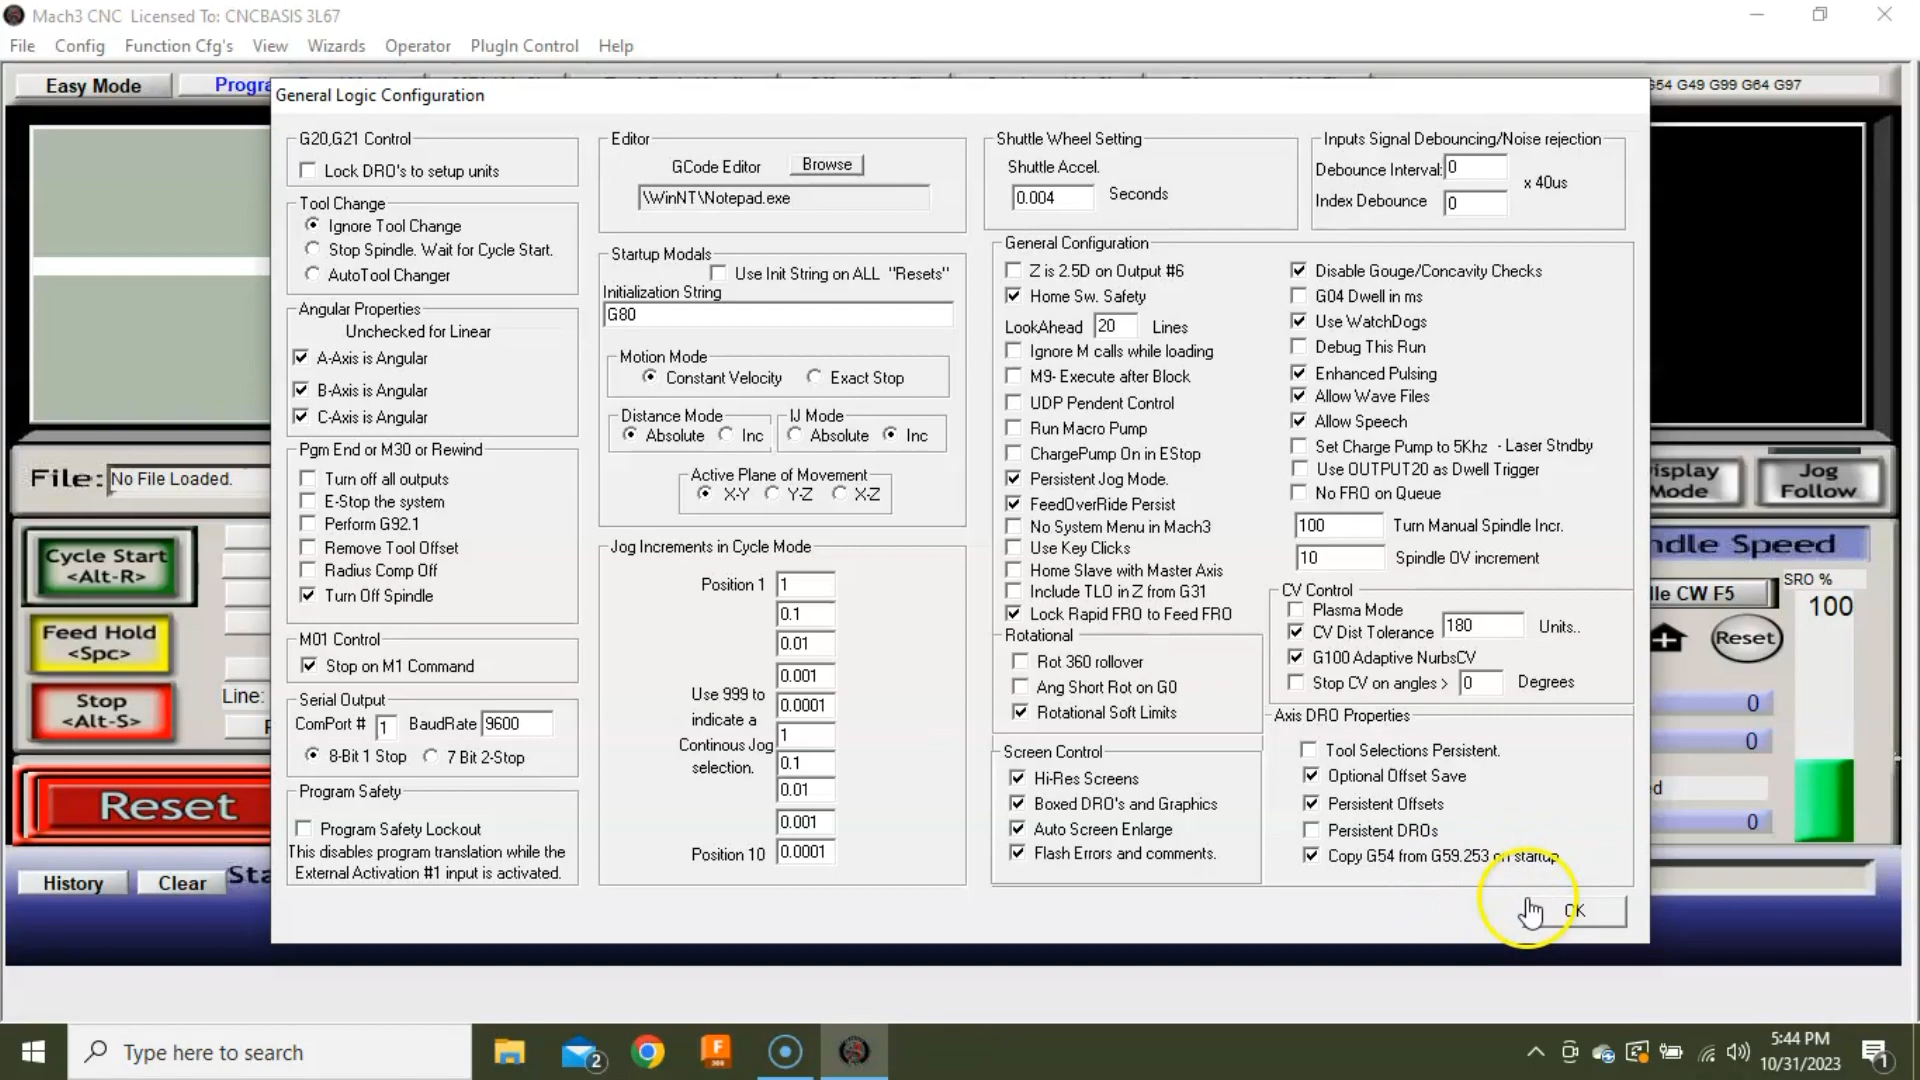 Mach3 CNC Licensed To: CNCBASIS 3L67
File Config Function Cfg's View Wizards Operator PlugIn Control Help
Easy Mode
Progra
G54 G49 G99 G64 G97
General Logic Configuration
G20,G21 Control
Lock DRO's to setup units
Tool Change
Ignore Tool Change
Stop Spindle. Wait for Cycle Start.
AutoTool Changer
Angular Properties
Unchecked for Linear
A-Axis is Angular
B-Axis is Angular
C-Axis is Angular
Pgm End or M30 or Rewind
Turn off all outputs
E-Stop the system
Perform G92.1
Remove Tool Offset
Radius Comp Off
Turn Off Spindle
M01 Control
Stop on M1 Command
Serial Output
ComPort # 1 BaudRate 9600
8-Bit 1 Stop 7 Bit 2-Stop
Program Safety
Program Safety Lockout
This disables program translation while the
External Activation #1 input is activated.
Editor
GCode Editor Browse
\WinNT\Notepad.exe
Startup Modals
Use Init String on ALL "Resets"
Initialization String
G80
Motion Mode
Constant Velocity Exact Stop
Distance Mode
Absolute Inc
IJ Mode
Absolute Inc
Active Plane of Movement
X-Y Y-Z X-Z
Jog Increments in Cycle Mode
Position 1 1
0.1
0.01
0.001
Use 999 to
indicate a
Continous Jog
selection.
0.0001
1
0.1
0.01
0.001
Position 10 0.0001
Shuttle Wheel Setting
Shuttle Accel.
0.004 Seconds
Inputs Signal Debouncing/Noise rejection
Debounce Interval: 0
x 40us
Index Debounce 0
General Configuration
Z is 2.5D on Output #6
Home Sw. Safety
LookAhead 20 Lines
Ignore M calls while loading
M9- Execute after Block
UDP Pendent Control
Run Macro Pump
ChargePump On in EStop
Persistent Jog Mode.
FeedOverRide Persist
No System Menu in Mach3
Use Key Clicks
Home Slave with Master Axis
Include TLO in Z from G31
Lock Rapid FRO to Feed FRO
Disable Gouge/Concavity Checks
G04 Dwell in ms
Use WatchDogs
Debug This Run
Enhanced Pulsing
Allow Wave Files
Allow Speech
Set Charge Pump to 5Khz - Laser Stndby
Use OUTPUT20 as Dwell Trigger
No FRO on Queue
100 Turn Manual Spindle Incr.
10 Spindle OV increment
CV Control
Plasma Mode
CV Dist Tolerance 180 Units..
G100 Adaptive NurbsCV
Stop CV on angles > 0 Degrees
Rotational
Rot 360 rollover
Ang Short Rot on G0
Rotational Soft Limits
Screen Control
Hi-Res Screens
Boxed DRO's and Graphics
Auto Screen Enlarge
Flash Errors and comments.
Axis DRO Properties
Tool Selections Persistent.
Optional Offset Save
Persistent Offsets
Persistent DROs
Copy G54 from G59.253 on startup
OK
File: No File Loaded.
Cycle Start
<Alt-R>
Feed Hold
<Spc>
Stop
<Alt-S>
Line:
Reset
History Clear Sta
isplay
Mode
Jog
Follow
ndle Speed
le CW F5
SRO %
100
Reset
0
0
ed
0
Type here to search
2
5:44 PM
10/31/2023
1